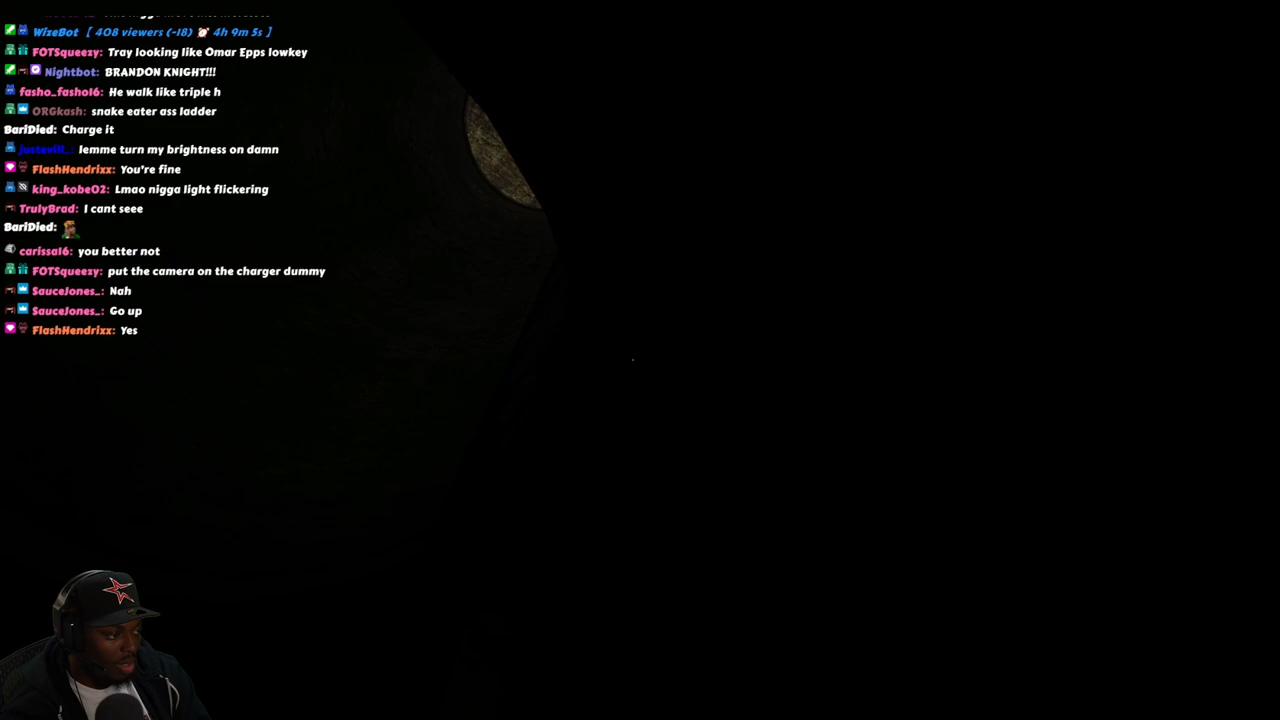 WizeBot [ 408 viewers (-18) ⏰ 4h 9m 5s ]
FOTSqueezy: Tray looking like Omar Epps lowkey
Nightbot: BRANDON KNIGHT!!!
fasho_fasho16: He walk like triple h
ORGkash: snake eater ass ladder
BariDied: Charge it
lemme turn my brightness on damn
FlashHendrixx: You're fine
king_kobe02: Lmao nigga light flickering
TrulyBrad: I cant seee
BariDied:
carissa16: you better not
FOTSqueezy: put the camera on the charger dummy
SauceJones_: Nah
SauceJones_: Go up
FlashHendrixx: Yes